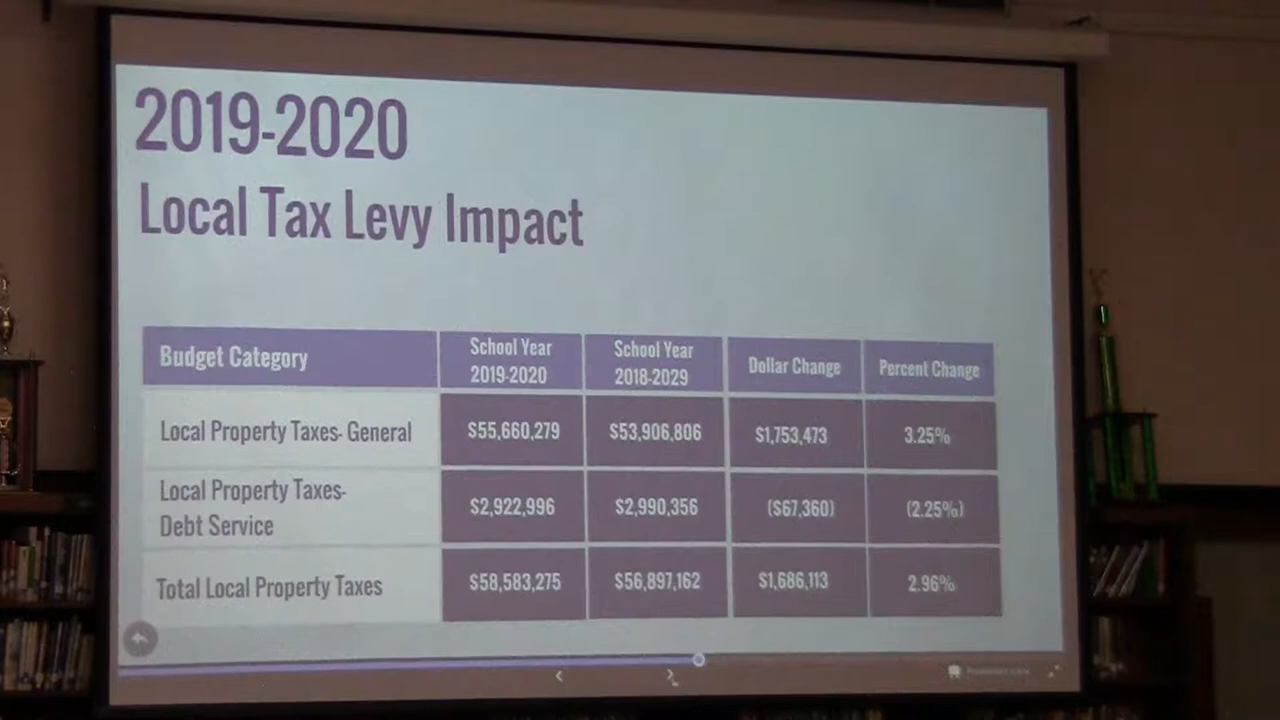 2019-2020
Local Tax Levy Impact
Budget Category
School Year
2019-2020
School Year
2018-2029
Dollar Change
Percent Change
Local Property Taxes- General
$55,660,279
$53,906,806
$1,753,473
3.25%
Local Property Taxes-
Debt Service
$2,922,996
$2,990,356
($67,360)
(2.25%)
Total Local Property Taxes
$58,583,275
$56,897,162
$1,686,113
2.96%